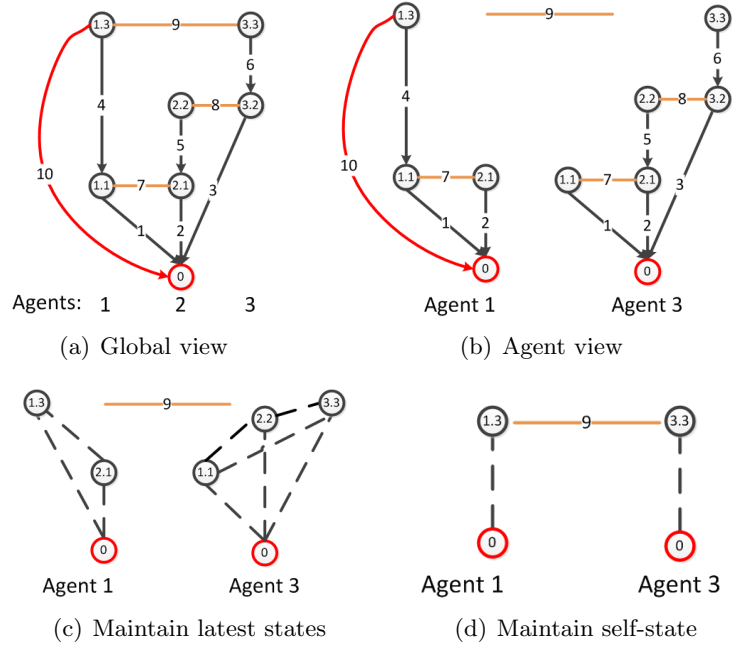 1.3 9 3.3
6
4 2.2 8 3.2
5
10 3
1.1 7 2.1
1 2
0
Agents: 1 2 3
(a) Global view
1.3 9 3.3
6
4 2.2 8 3.2
5
10 1.1 7 2.1 1.1 7 2.1 3
1 2 1 2
0 0
Agent 1 Agent 3
(b) Agent view
1.3 9 2.2 3.3
2.1 1.1
0 0
Agent 1 Agent 3
(c) Maintain latest states
1.3 9 3.3
0 0
Agent 1 Agent 3
(d) Maintain self-state